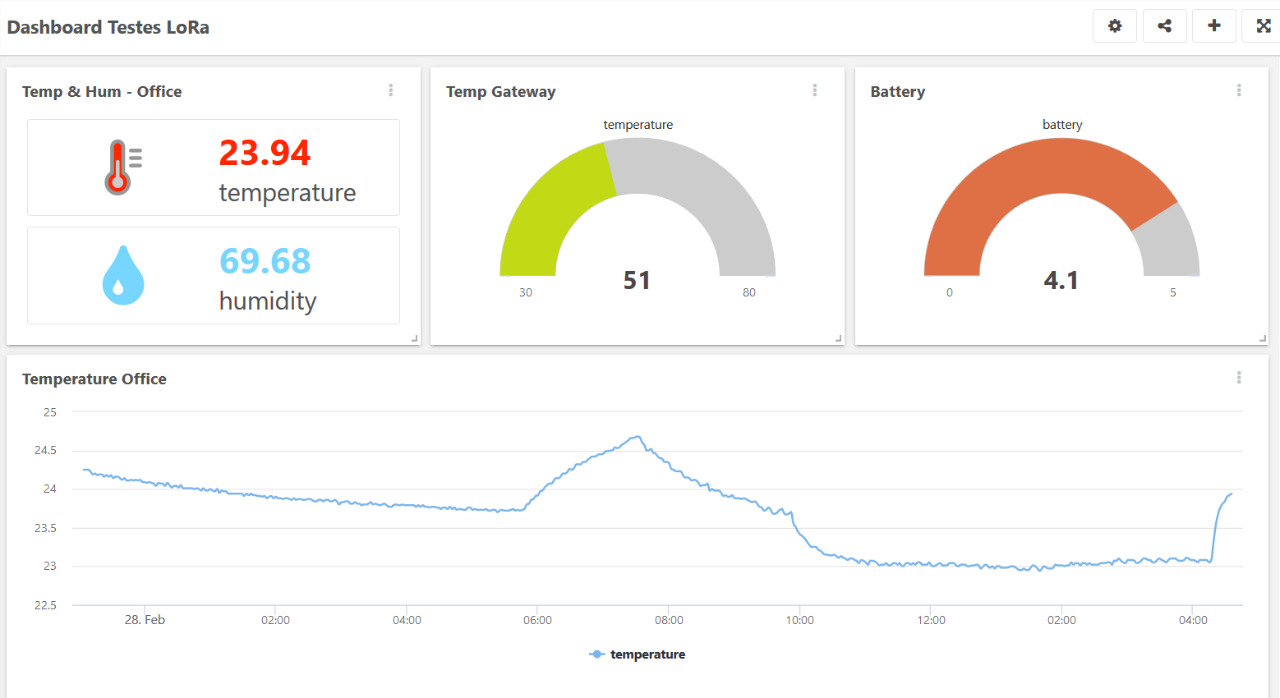 Dashboard Testes LoRa
Temp & Hum - Office
23.94
temperature
69.68
humidity
Temp Gateway
temperature
51
30 80
Battery
battery
4.1
0 5
Temperature Office
25
24.5
24
23.5
23
22.5
28. Feb 02:00 04:00 06:00 08:00 10:00 12:00 02:00 04:00
temperature